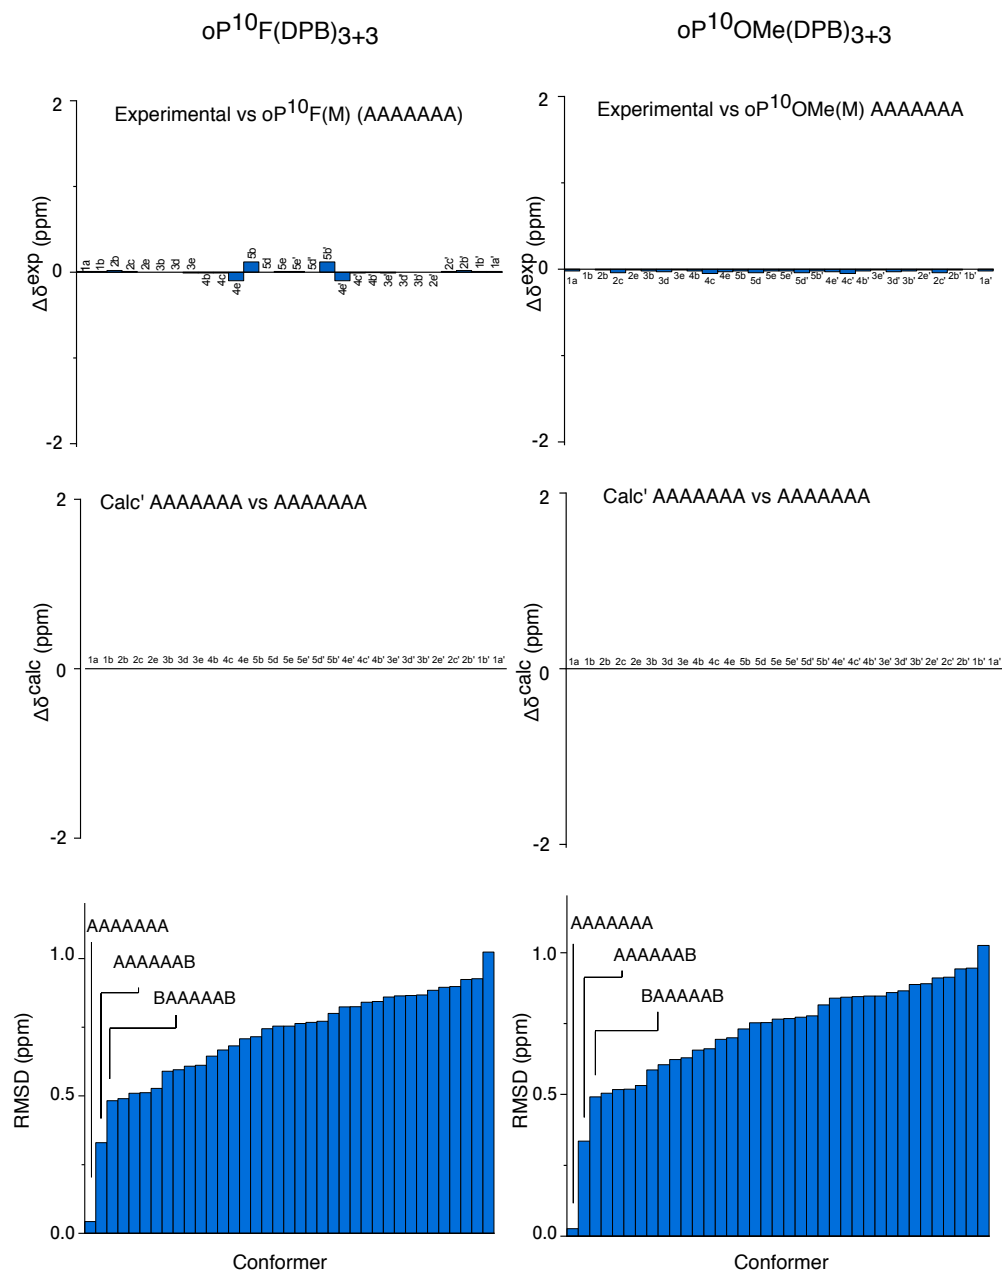 oP10F(DPB)3+3
oP10OMe(DPB)3+3
Experimental vs oP10F(M) (AAAAAAA)
2
0
-2
Δδexp (ppm)
1a 1b 2b 2c 2e 3b 3d 3e 4b 4c 4e 5b 5d 5e 5e' 5d' 5b' 4e' 4c' 4b' 3e' 3d' 3b' 2e' 2c' 2b' 1b' 1a'
Experimental vs oP10OMe(M) AAAAAAA
2
0
-2
Δδexp (ppm)
1a 1b 2b 2c 2e 3b 3d 3e 4b 4c 4e 5b 5d 5e 5e' 5d' 5b' 4e' 4c' 4b' 3e' 3d' 3b' 2e' 2c' 2b' 1b' 1a'
Calc' AAAAAAA vs AAAAAAA
2
0
-2
Δδcalc (ppm)
1a 1b 2b 2c 2e 3b 3d 3e 4b 4c 4e 5b 5d 5e 5e' 5d' 5b' 4e' 4c' 4b' 3e' 3d' 3b' 2e' 2c' 2b' 1b' 1a'
Calc' AAAAAAA vs AAAAAAA
2
0
-2
Δδcalc (ppm)
1a 1b 2b 2c 2e 3b 3d 3e 4b 4c 4e 5b 5d 5e 5e' 5d' 5b' 4e' 4c' 4b' 3e' 3d' 3b' 2e' 2c' 2b' 1b' 1a'
AAAAAAA
AAAAAAB
BAAAAAB
1.0
0.5
0.0
RMSD (ppm)
Conformer
AAAAAAA
AAAAAAB
BAAAAAB
1.0
0.5
0.0
RMSD (ppm)
Conformer